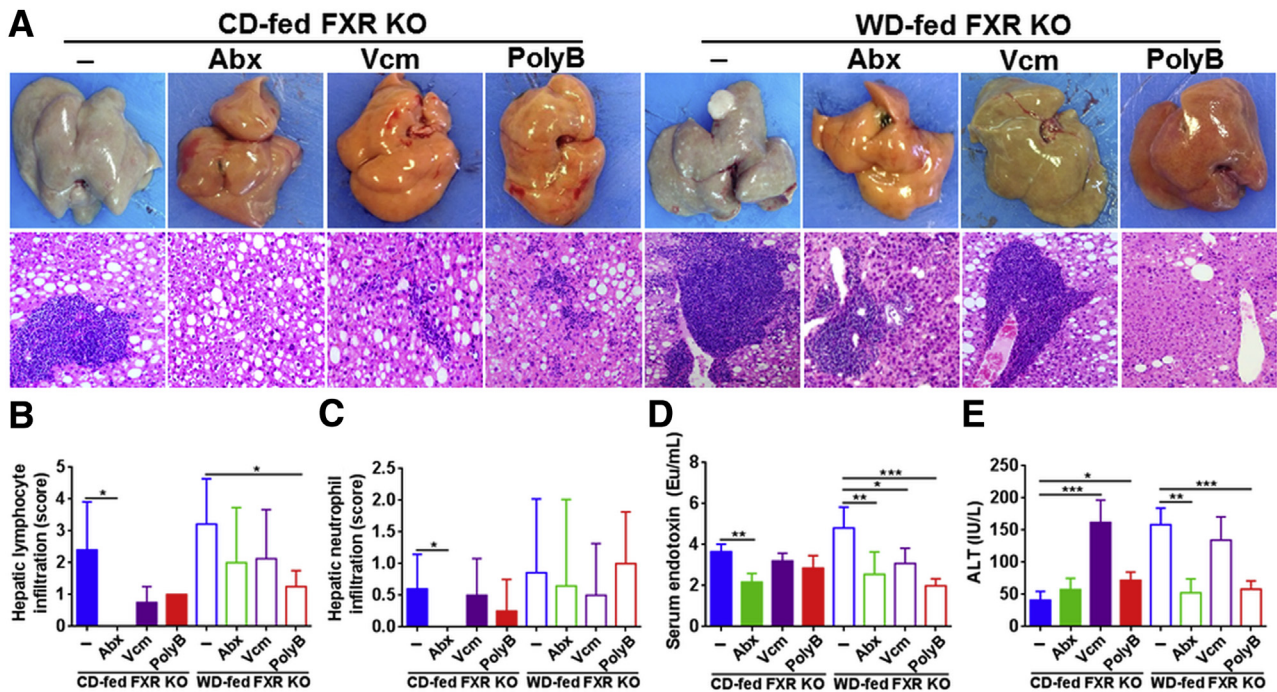 A
CD-fed FXR KO
WD-fed FXR KO
– Abx Vcm PolyB
– Abx Vcm PolyB
B
Hepatic lymphocyte
infiltration (score)
5
4
3
2
1
0
*
*
– Abx Vcm PolyB – Abx Vcm PolyB
CD-fed FXR KO WD-fed FXR KO
C
Hepatic neutrophil
infiltration (score)
2.5
2.0
1.5
1.0
0.5
0.0
*
– Abx Vcm PolyB – Abx Vcm PolyB
CD-fed FXR KO WD-fed FXR KO
D
Serum endotoxin (Eu/mL)
8
6
4
2
0
**
***
*
**
– Abx Vcm PolyB – Abx Vcm PolyB
CD-fed FXR KO WD-fed FXR KO
E
ALT (IU/L)
250
200
150
100
50
0
*
***
***
**
– Abx Vcm PolyB – Abx Vcm PolyB
CD-fed FXR KO WD-fed FXR KO